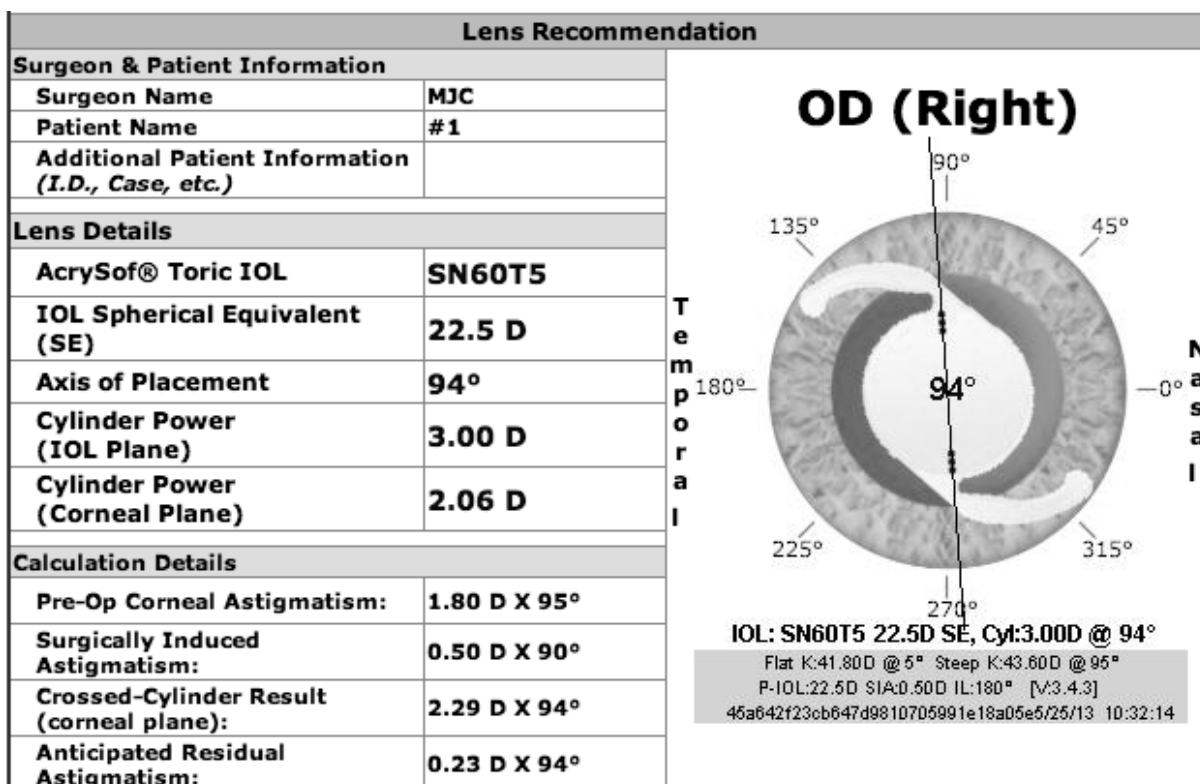 Lens Recommendation
Surgeon & Patient Information
Surgeon Name MJC
Patient Name #1
Additional Patient Information
(I.D., Case, etc.)
Lens Details
AcrySof® Toric IOL SN60T5
IOL Spherical Equivalent
(SE) 22.5 D
Axis of Placement 94°
Cylinder Power
(IOL Plane) 3.00 D
Cylinder Power
(Corneal Plane) 2.06 D
Calculation Details
Pre-Op Corneal Astigmatism: 1.80 D X 95°
Surgically Induced
Astigmatism: 0.50 D X 90°
Crossed-Cylinder Result
(corneal plane): 2.29 D X 94°
Anticipated Residual
Astigmatism: 0.23 D X 94°
OD (Right)
90°
135° 45°
Temporal
180° 94° 0°
Nasal
225° 315°
270°
IOL: SN60T5 22.5D SE, Cyl:3.00D @ 94°
Flat K:41.80D @ 5° Steep K:43.60D @ 95°
P-IOL:22.5D SIA:0.50D IL:180° [V:3.4.3]
45a642f23cb647d9810705991e18a05e5/25/13 10:32:14